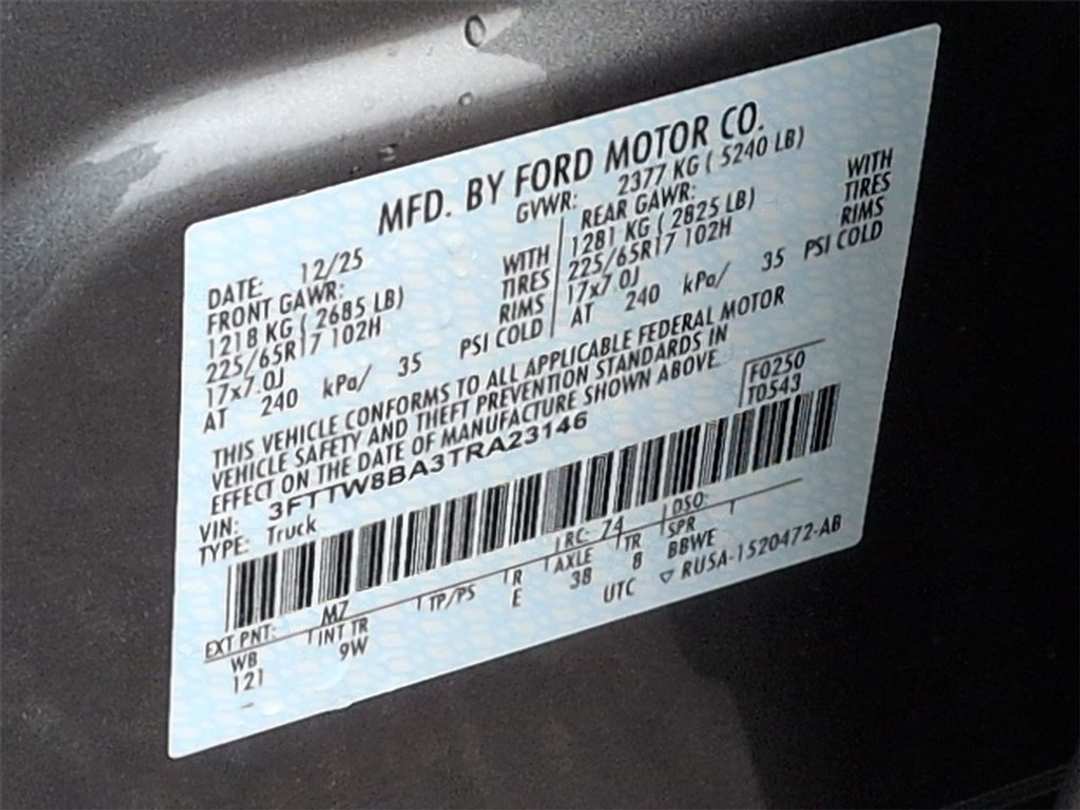 MFD. BY FORD MOTOR CO.
DATE: 12/25 GVWR: 2377 KG ( 5240 LB)
FRONT GAWR: REAR GAWR:
1218 KG ( 2685 LB) WITH 1281 KG ( 2825 LB) WITH
225/65R17 102H TIRES 225/65R17 102H TIRES
17x7.0J RIMS 17x7.0J RIMS
AT 240 kPa/ 35 PSI COLD AT 240 kPa/ 35 PSI COLD
THIS VEHICLE CONFORMS TO ALL APPLICABLE FEDERAL MOTOR
VEHICLE SAFETY AND THEFT PREVENTION STANDARDS IN
EFFECT ON THE DATE OF MANUFACTURE SHOWN ABOVE.
VIN: 3FTTW8BA3TRA23146 F0250
TYPE: Truck T0543
EXT PNT: M7 RC: 74 DSO:
WB INT TR TP/PS R AXLE TR SPR
121 9W E 38 8 BBWE
UTC ▽ RUSA-1520472-AB